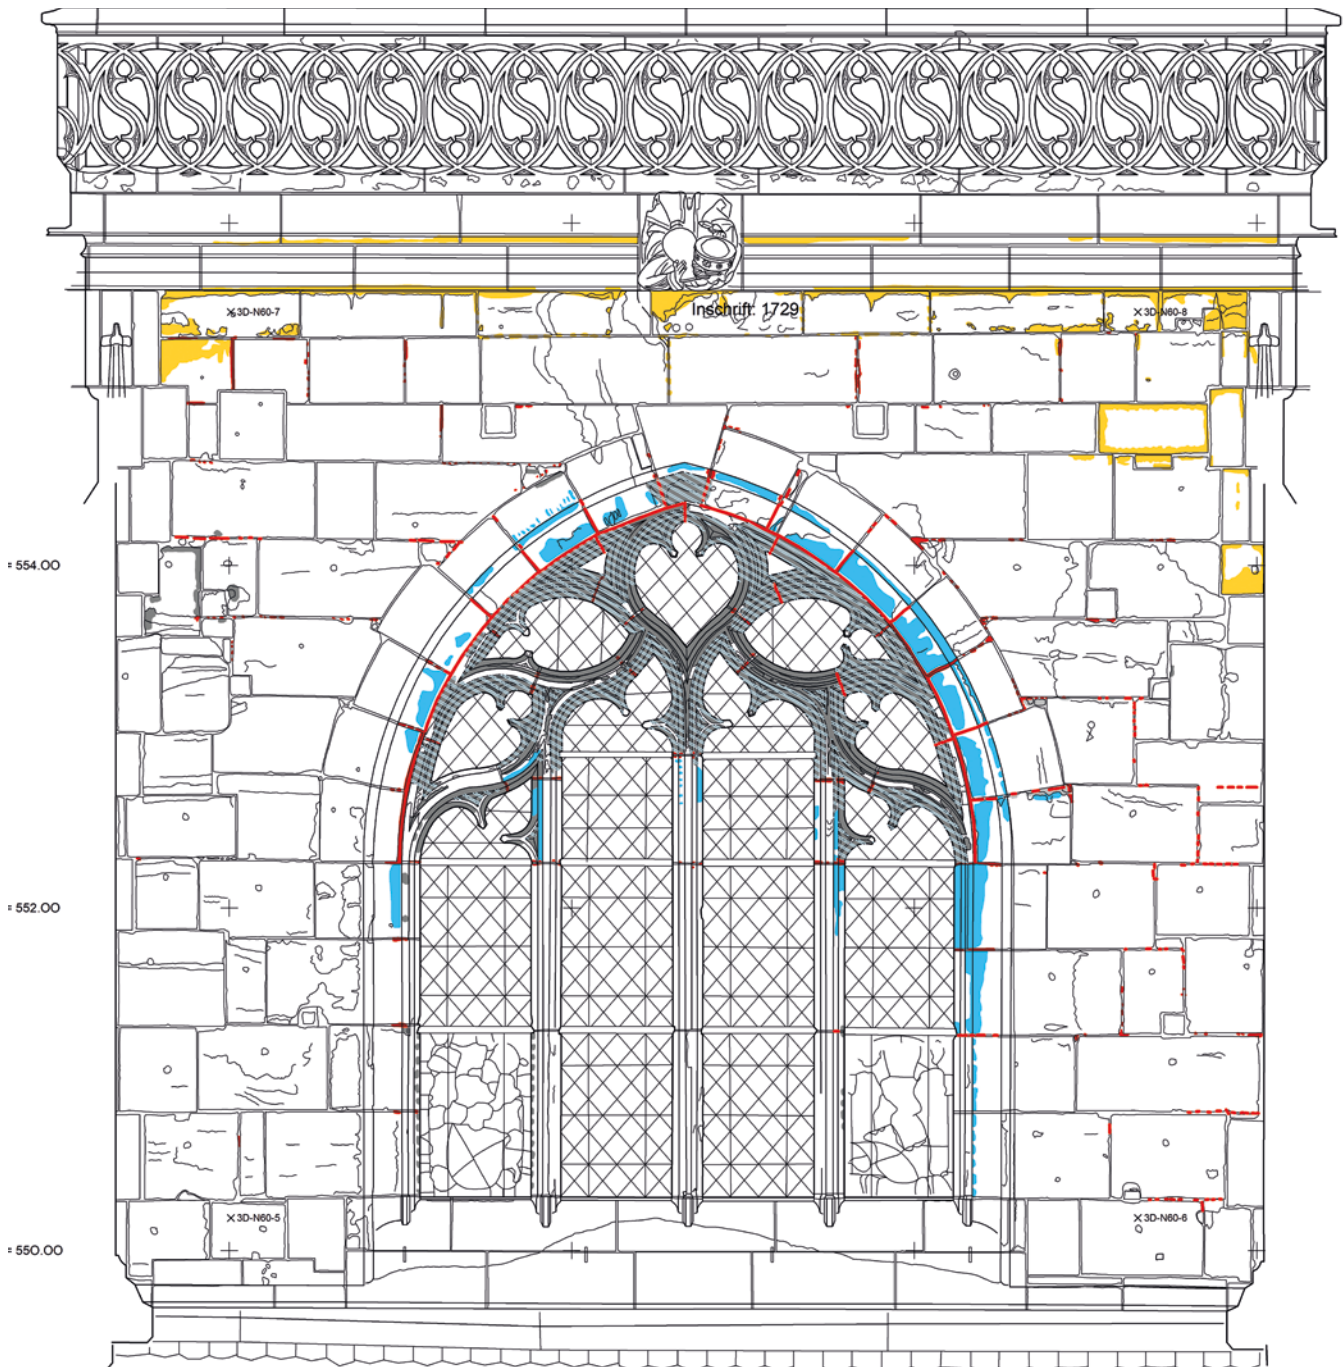 3D-N60-7
Inschrift: 1729
3D-N60-8
= 554.00
= 552.00
3D-N60-5
3D-N60-6
= 550.00